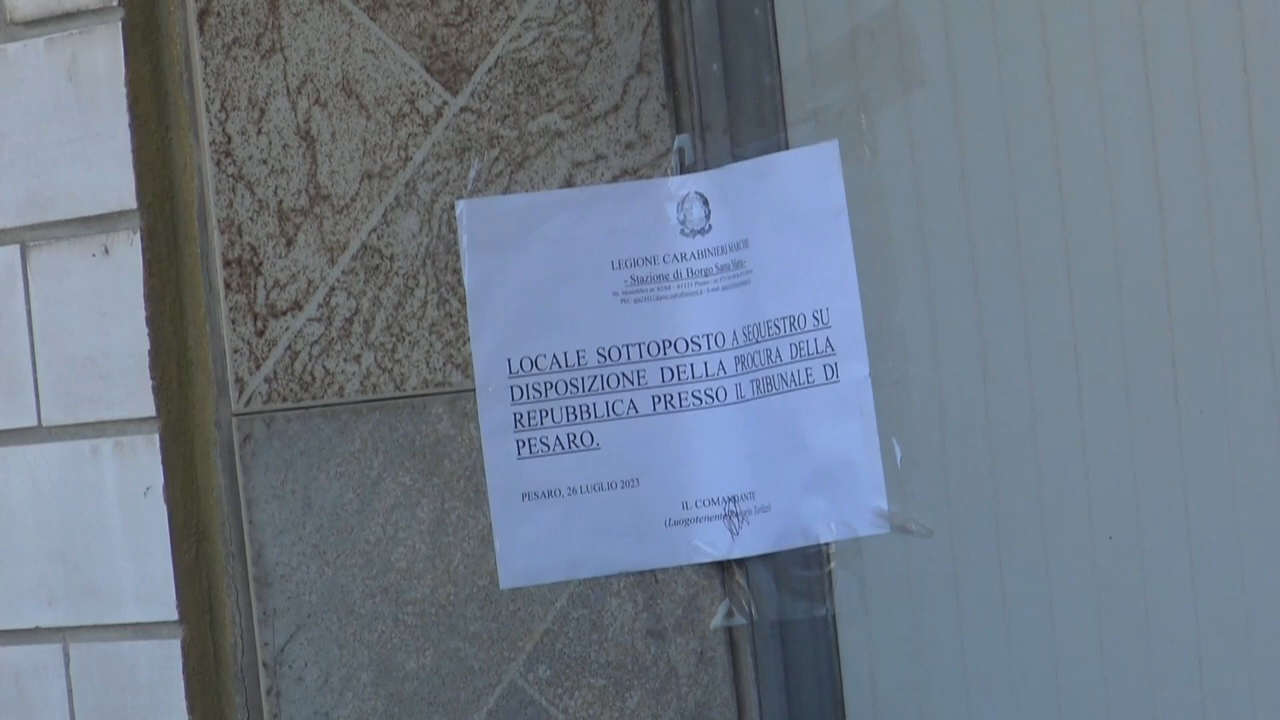 LEGIONE CARABINIERI MARCHE
- Stazione di Borgo Santa Maria-
LOCALE SOTTOPOSTO A SEQUESTRO SU
DISPOSIZIONE DELLA PROCURA DELLA
REPUBBLICA PRESSO IL TRIBUNALE DI
PESARO.
PESARO, 26 LUGLIO 2023
IL COMANDANTE
(Luogotenente